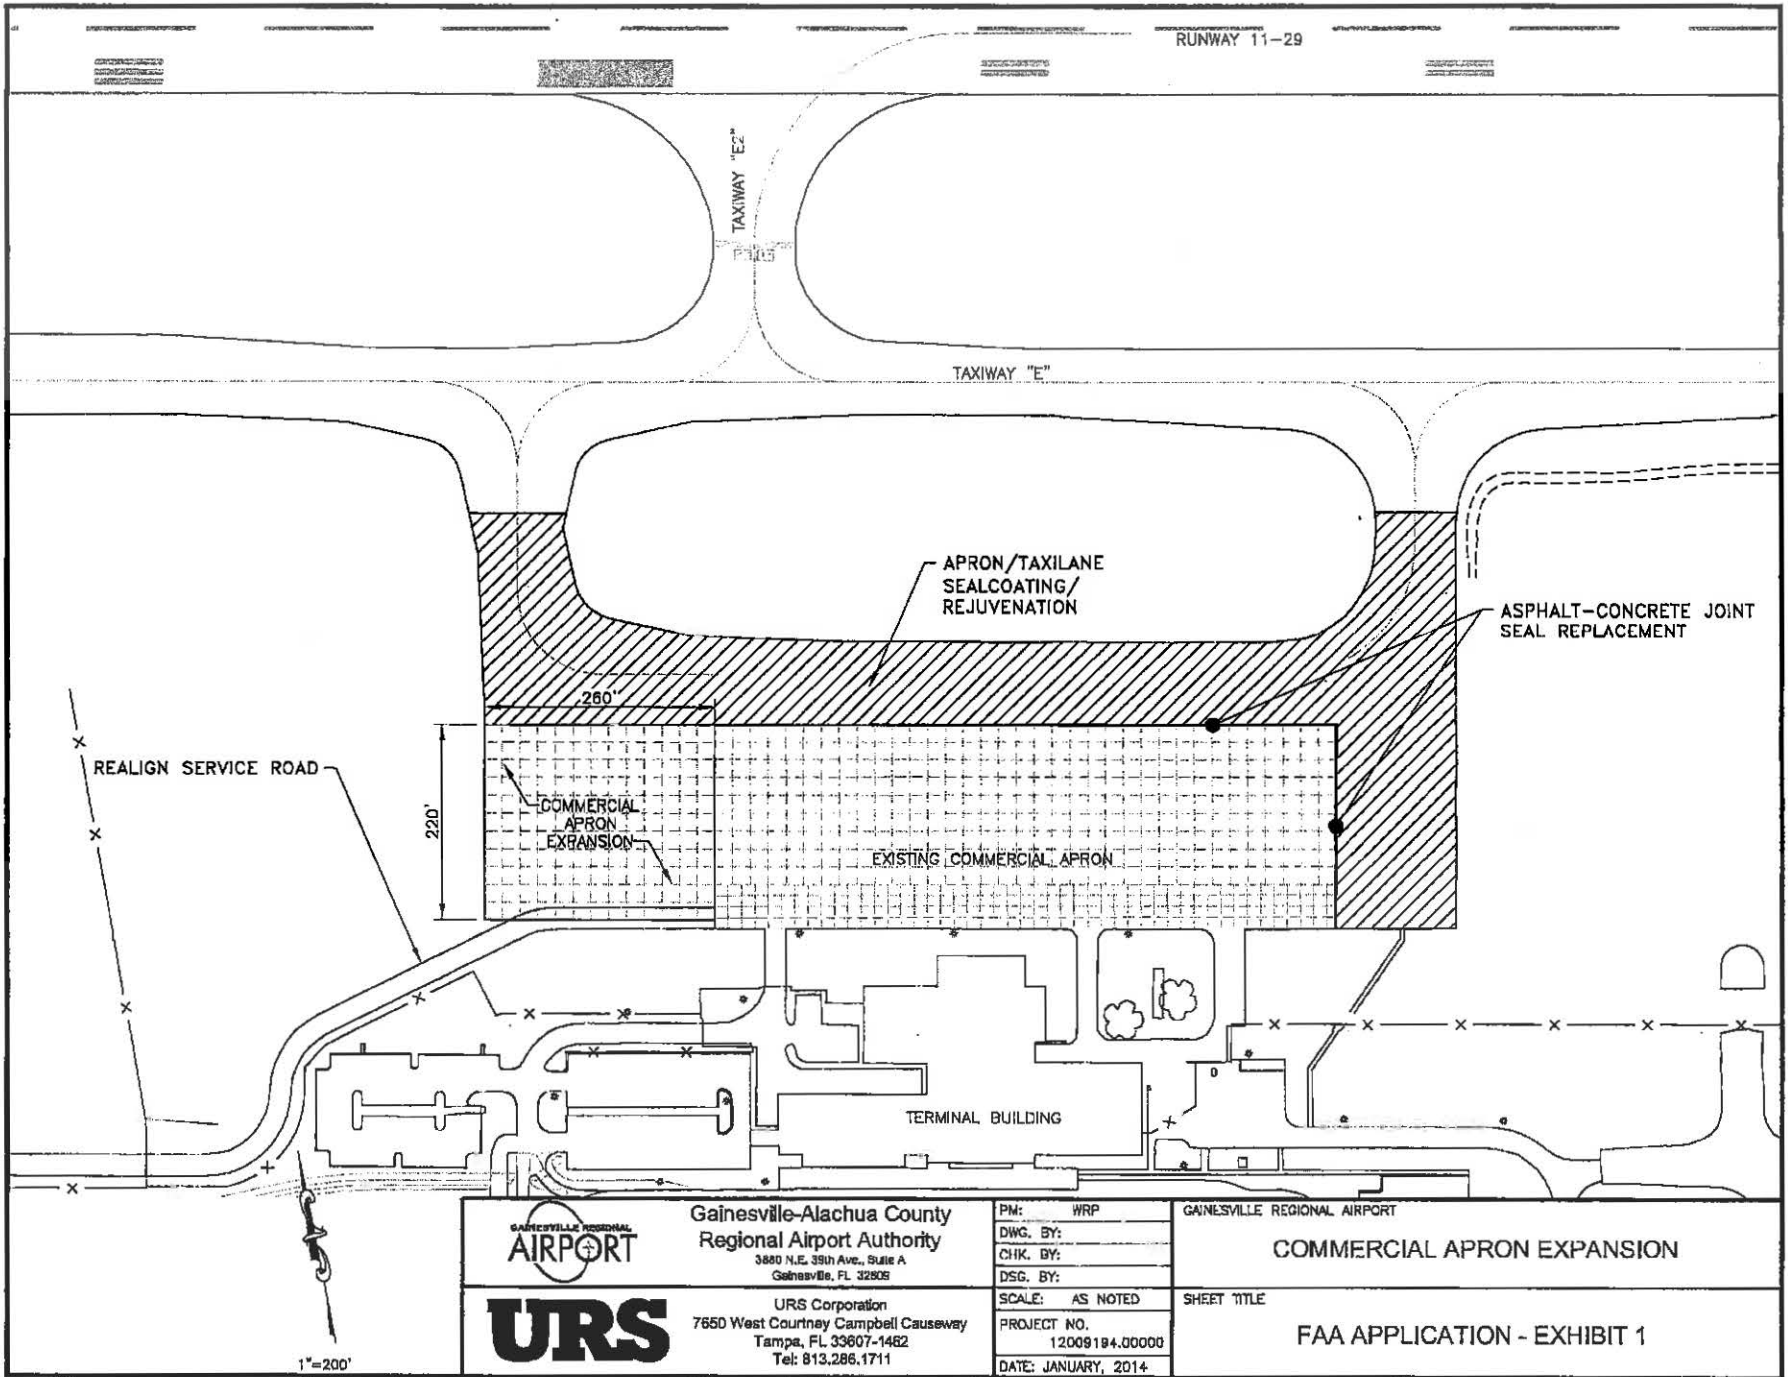 RUNWAY 11-29
TAXIWAY "E2"
TAXIWAY "E"
APRON/TAXILANE
SEALCOATING/
REJUVENATION
ASPHALT-CONCRETE JOINT
SEAL REPLACEMENT
260'
REALIGN SERVICE ROAD
220'
COMMERCIAL
APRON
EXPANSION
EXISTING COMMERCIAL APRON
TERMINAL BUILDING
1"=200'
GAINESVILLE REGIONAL
AIRPORT
Gainesville-Alachua County
Regional Airport Authority
3880 N.E. 39th Ave., Suite A
Gainesville, FL 32609
URS
URS Corporation
7650 West Courtney Campbell Causeway
Tampa, FL 33607-1462
Tel: 813.286.1711
PM: WRP
DWG. BY:
CHK. BY:
DSG. BY:
SCALE: AS NOTED
PROJECT NO.
12009194.00000
DATE: JANUARY, 2014
GAINESVILLE REGIONAL AIRPORT
COMMERCIAL APRON EXPANSION
SHEET TITLE
FAA APPLICATION - EXHIBIT 1